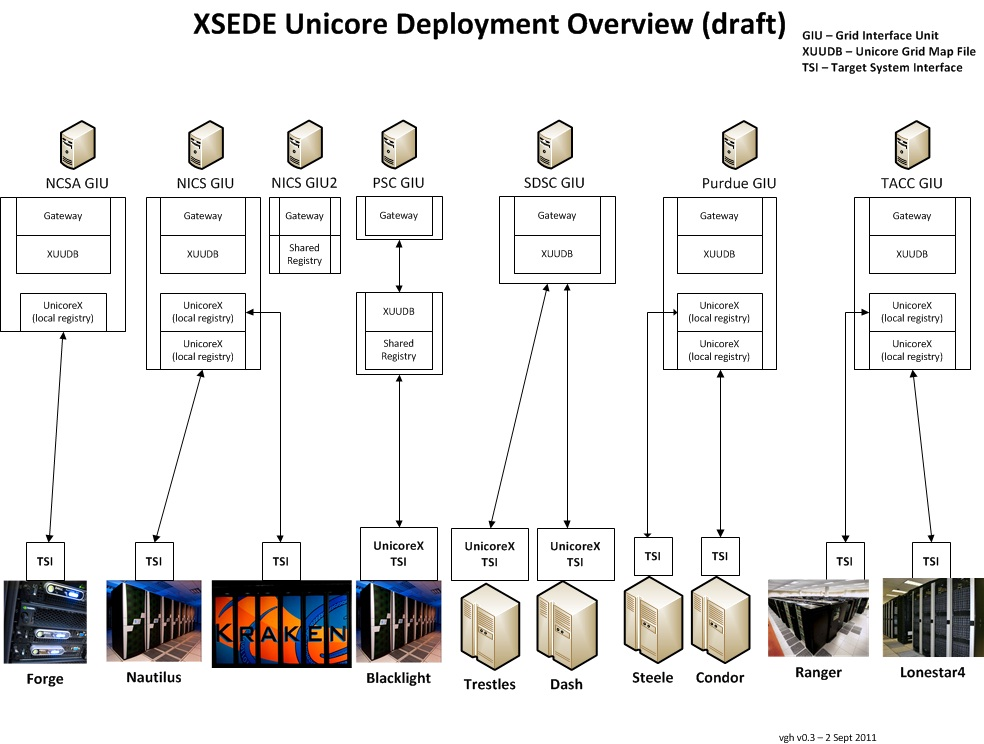 XSEDE Unicore Deployment Overview (draft)
GIU – Grid Interface Unit
XUUDB – Unicore Grid Map File
TSI – Target System Interface
NCSA GIU
NICS GIU
NICS GIU2
PSC GIU
SDSC GIU
Purdue GIU
TACC GIU
Gateway
Gateway
Gateway
Gateway
Gateway
Gateway
Gateway
XUUDB
XUUDB
Shared
Registry
XUUDB
XUUDB
XUUDB
UnicoreX
(local registry)
UnicoreX
(local registry)
XUUDB
UnicoreX
(local registry)
UnicoreX
(local registry)
UnicoreX
(local registry)
Shared
Registry
UnicoreX
(local registry)
UnicoreX
(local registry)
TSI
TSI
TSI
UnicoreX
TSI
UnicoreX
TSI
UnicoreX
TSI
TSI
TSI
TSI
TSI
KRAKEN
Forge
Nautilus
Blacklight
Trestles
Dash
Steele
Condor
Ranger
Lonestar4
vgh v0.3 – 2 Sept 2011